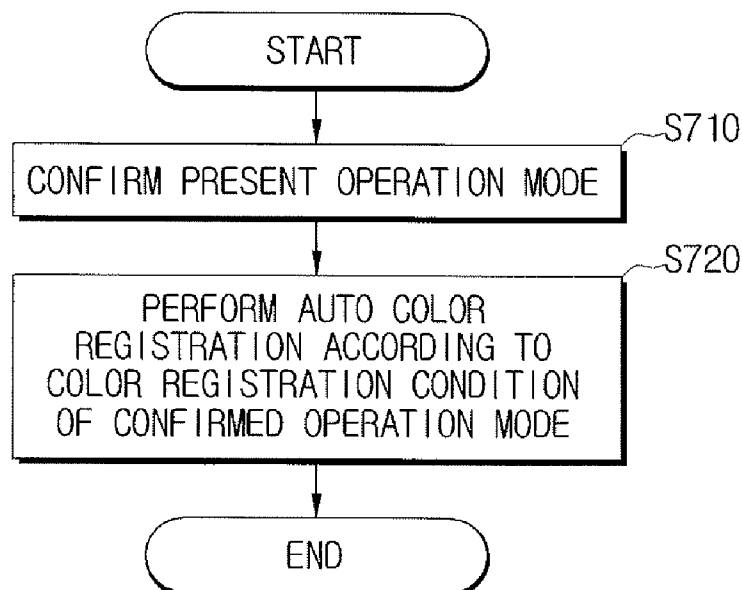 START
S710
CONFIRM PRESENT OPERATION MODE
S720
PERFORM AUTO COLOR
REGISTRATION ACCORDING TO
COLOR REGISTRATION CONDITION
OF CONFIRMED OPERATION MODE
END